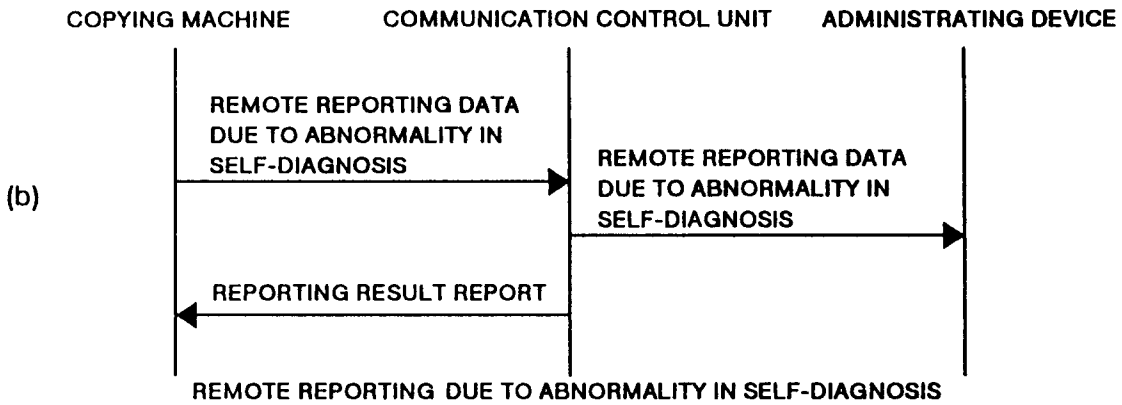 COPYING MACHINE COMMUNICATION CONTROL UNIT ADMINISTRATING DEVICE
REMOTE REPORTING DATA
DUE TO ABNORMALITY IN
SELF-DIAGNOSIS
REMOTE REPORTING DATA
DUE TO ABNORMALITY IN
SELF-DIAGNOSIS
(b)
REPORTING RESULT REPORT
REMOTE REPORTING DUE TO ABNORMALITY IN SELF-DIAGNOSIS